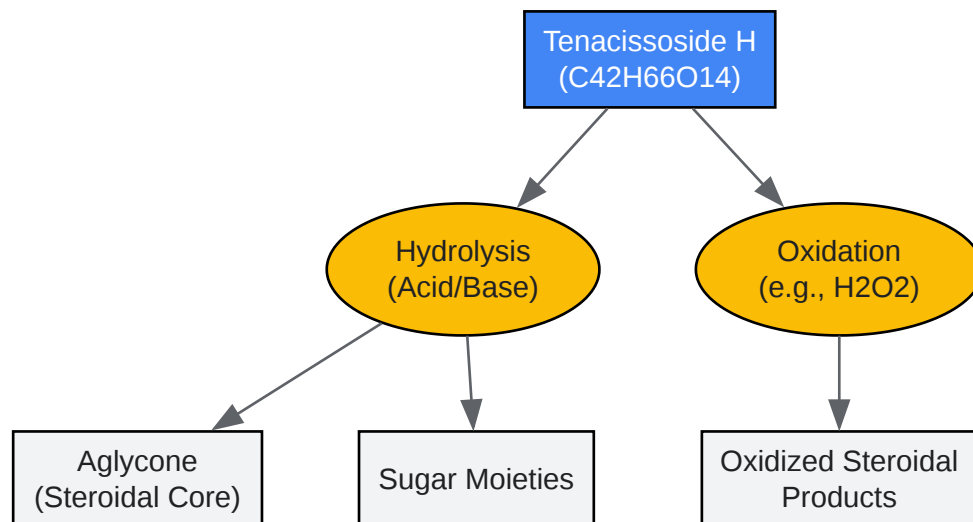 Tenacissoside H
(C42H66O14)
Hydrolysis
(Acid/Base)
Oxidation
(e.g., H2O2)
Aglycone
(Steroidal Core)
Sugar Moieties
Oxidized Steroidal
Products